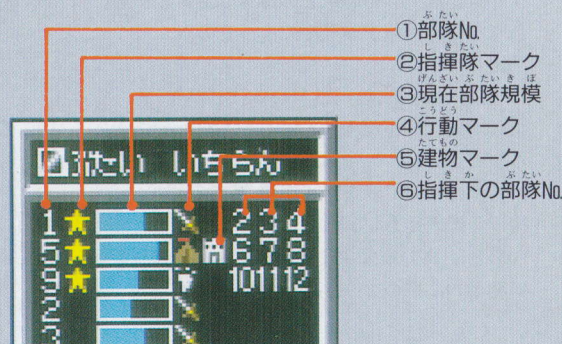 ①部隊№
②指揮隊マーク
③現在部隊規模
④行動マーク
⑤建物マーク
⑥指揮下の部隊№
ぶたい いちらん
1 2 3 4
5 6 7 8
9 10 11 12
2
3